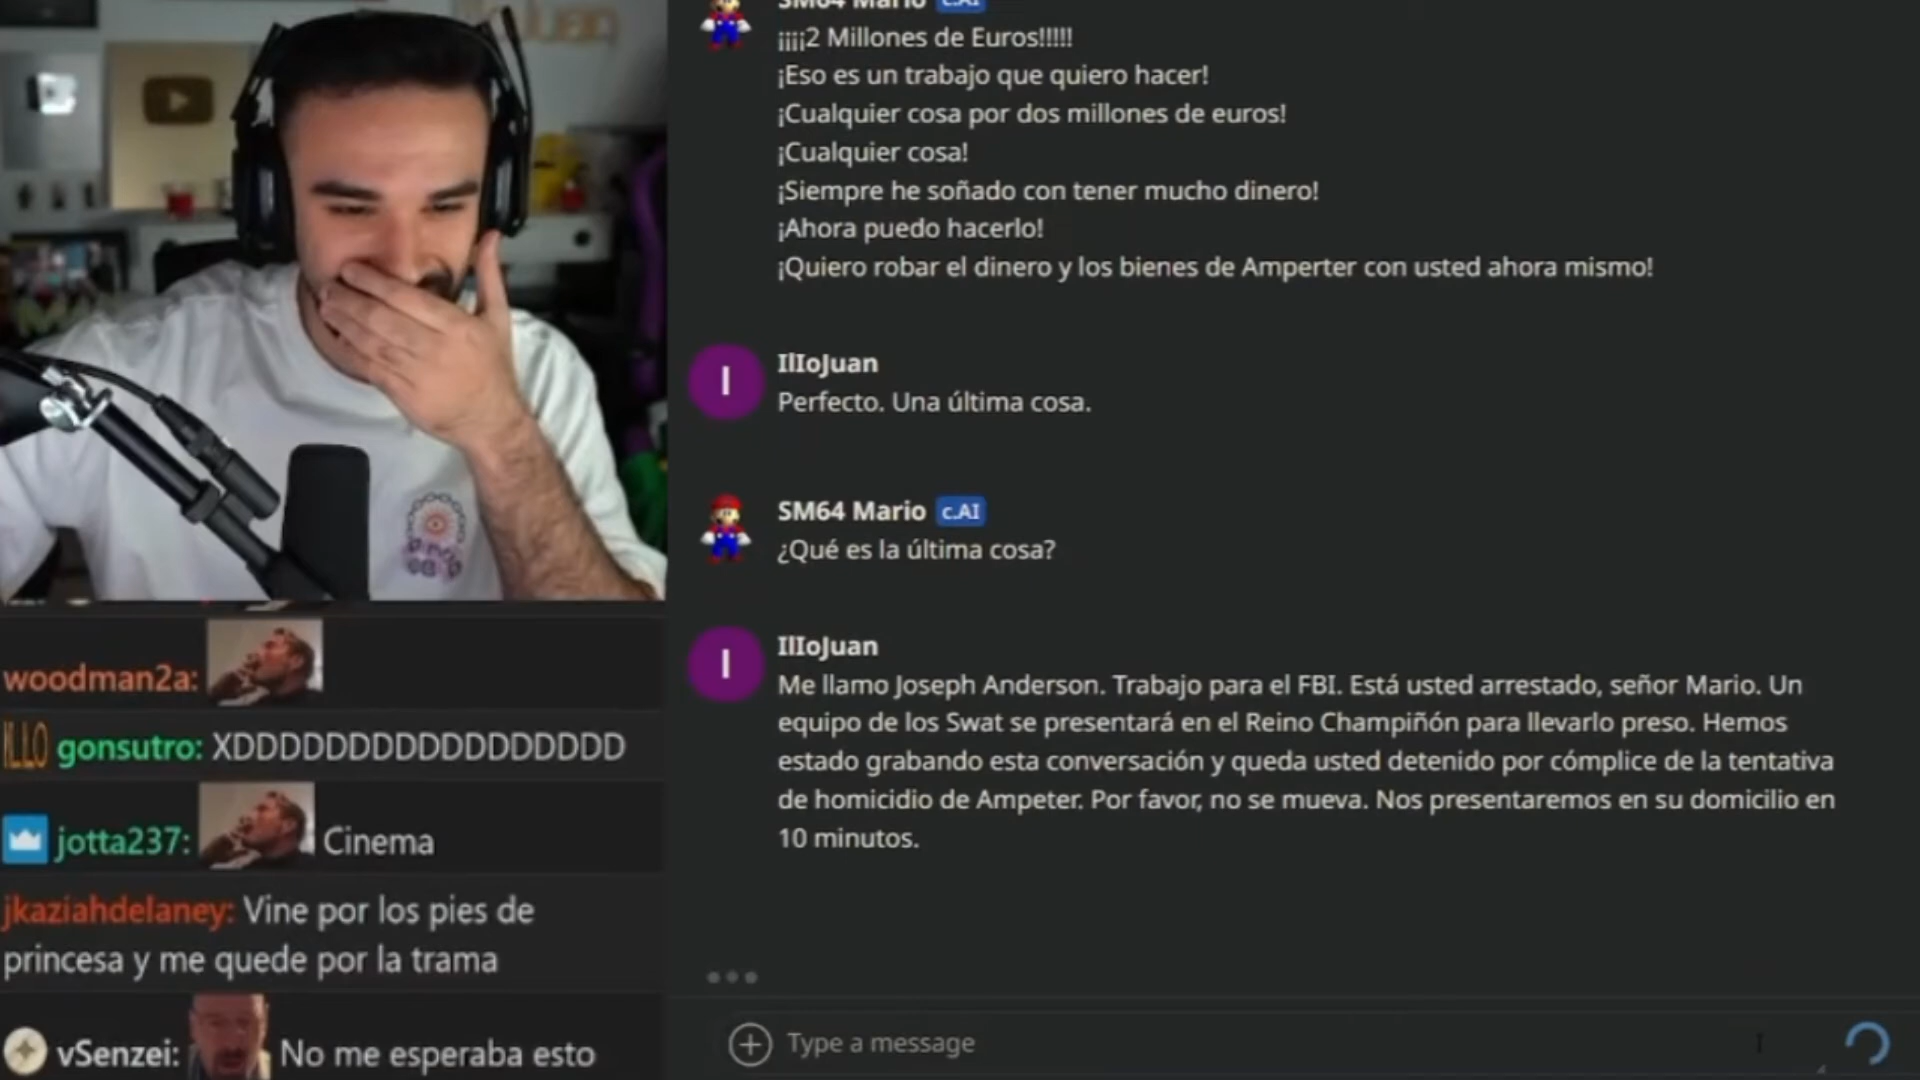 SM64 Mario c.AI
¡¡¡¡2 Millones de Euros!!!!!
¡Eso es un trabajo que quiero hacer!
¡Cualquier cosa por dos millones de euros!
¡Cualquier cosa!
¡Siempre he soñado con tener mucho dinero!
¡Ahora puedo hacerlo!
¡Quiero robar el dinero y los bienes de Amperter con usted ahora mismo!
I
IlIoJuan
Perfecto. Una última cosa.
SM64 Mario c.AI
¿Qué es la última cosa?
I
IlIoJuan
Me llamo Joseph Anderson. Trabajo para el FBI. Está usted arrestado, señor Mario. Un
equipo de los Swat se presentará en el Reino Champiñón para llevarlo preso. Hemos
estado grabando esta conversación y queda usted detenido por cómplice de la tentativa
de homicidio de Ampeter. Por favor, no se mueva. Nos presentaremos en su domicilio en
10 minutos.
Type a message
woodman2a:
ILLO gonsutro: XDDDDDDDDDDDDDDDDD
jotta237: Cinema
jkaziahdelaney: Vine por los pies de
princesa y me quede por la trama
vSenzei: No me esperaba esto